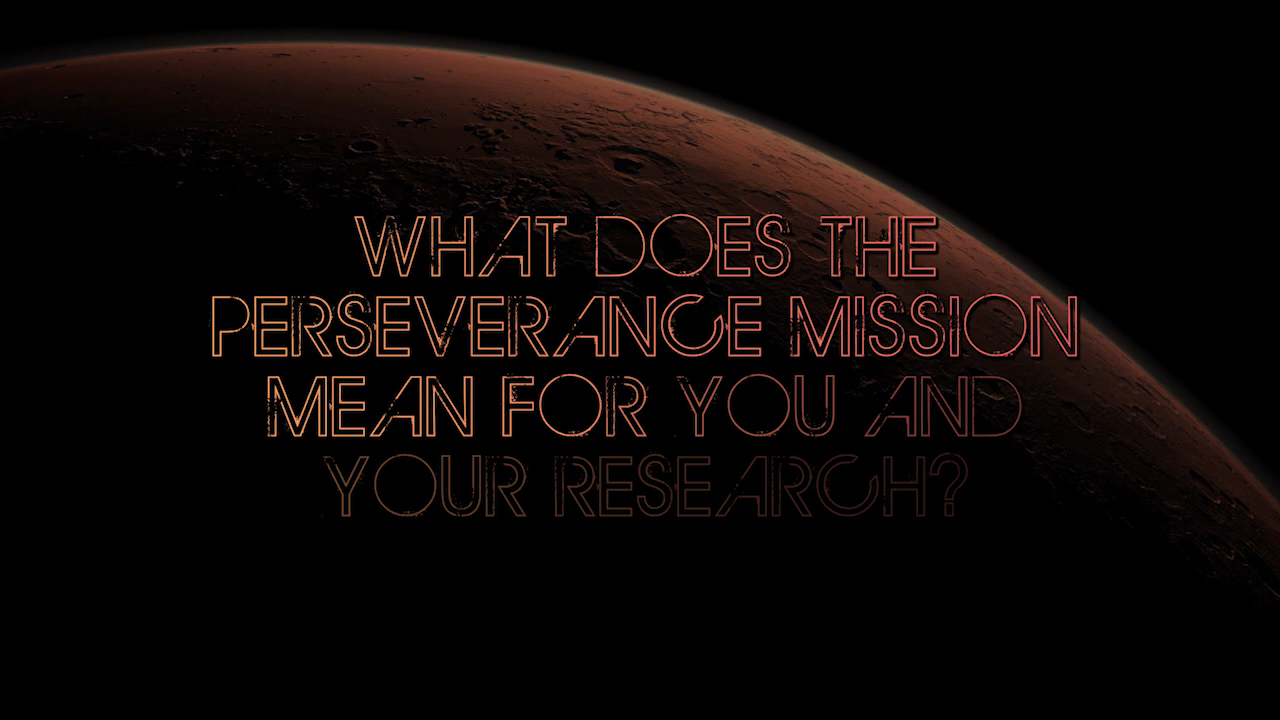 WHAT DOES THE
PERSEVERANCE MISSION
MEAN FOR YOU AND
YOUR RESEARCH?